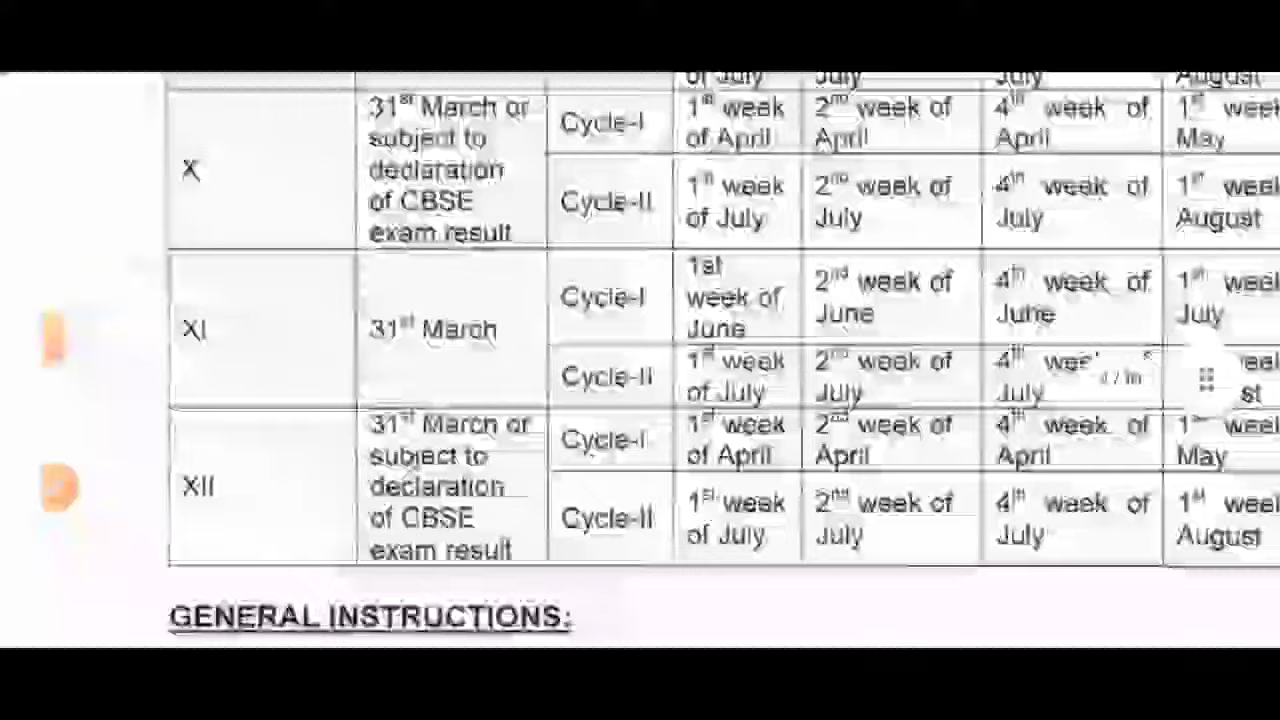 of July July July August
X 31st March or subject to declaration of CBSE exam result Cycle-I 1st week of April 2nd week of April 4th week of April 1st week May
Cycle-II 1st week of July 2nd week of July 4th week of July 1st week August
XI 31st March Cycle-I 1st week of June 2nd week of June 4th week of June 1st week July
Cycle-II 1st week of July 2nd week of July 4th July
XII 31st March or subject to declaration of CBSE exam result Cycle-I 1st week of April 2nd week of April 4th week of April 1st week May
Cycle-II 1st week of July 2nd week of July 4th week of July 1st week August
GENERAL INSTRUCTIONS: